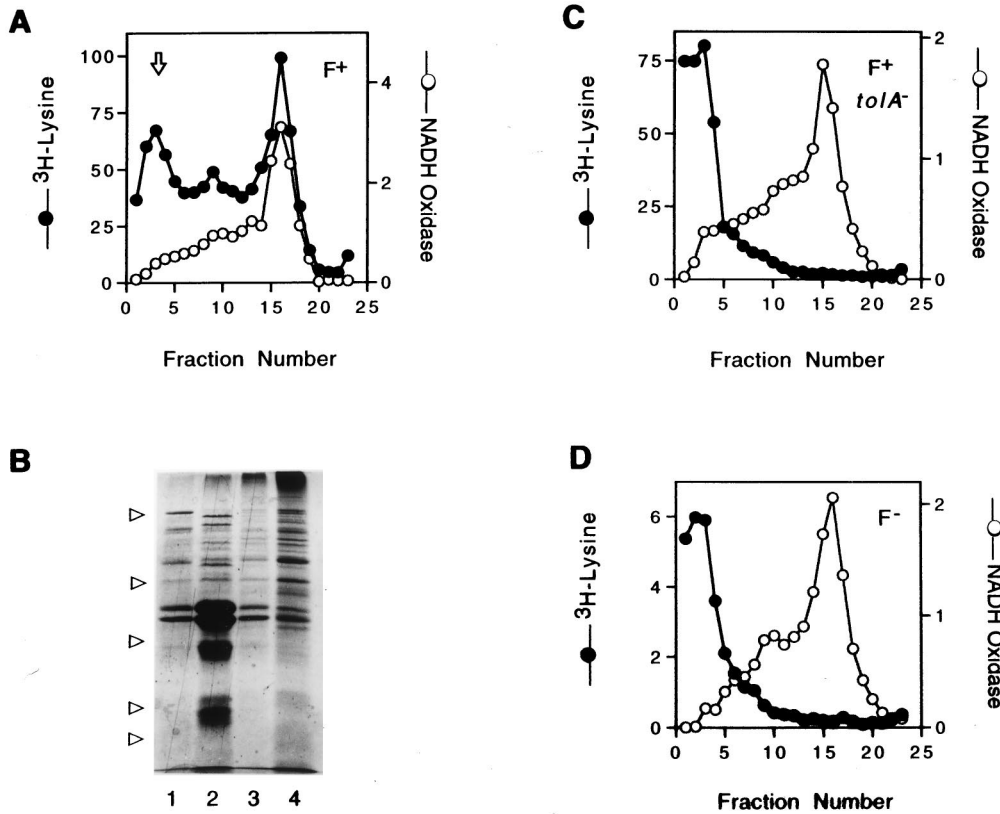 A
³H-Lysine
100
75
50
25
0
F+
4
2
0
NADH Oxidase
0 5 10 15 20 25
Fraction Number
B
1 2 3 4
C
³H-Lysine
75
50
25
0
F+
tolA-
2
1
0
NADH Oxidase
0 5 10 15 20 25
Fraction Number
D
³H-Lysine
6
4
2
0
F-
2
1
0
NADH Oxidase
0 5 10 15 20 25
Fraction Number